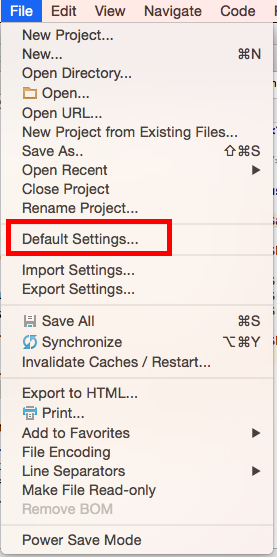 File Edit View Navigate Code
New Project...
New... ⌘N
Open Directory...
Open...
Open URL...
New Project from Existing Files...
Save As.. ⇧⌘S
Open Recent
Close Project
Rename Project...
Default Settings...
Import Settings...
Export Settings...
Save All ⌘S
Synchronize ⌥⌘Y
Invalidate Caches / Restart...
Export to HTML...
Print...
Add to Favorites
File Encoding
Line Separators
Make File Read-only
Remove BOM
Power Save Mode